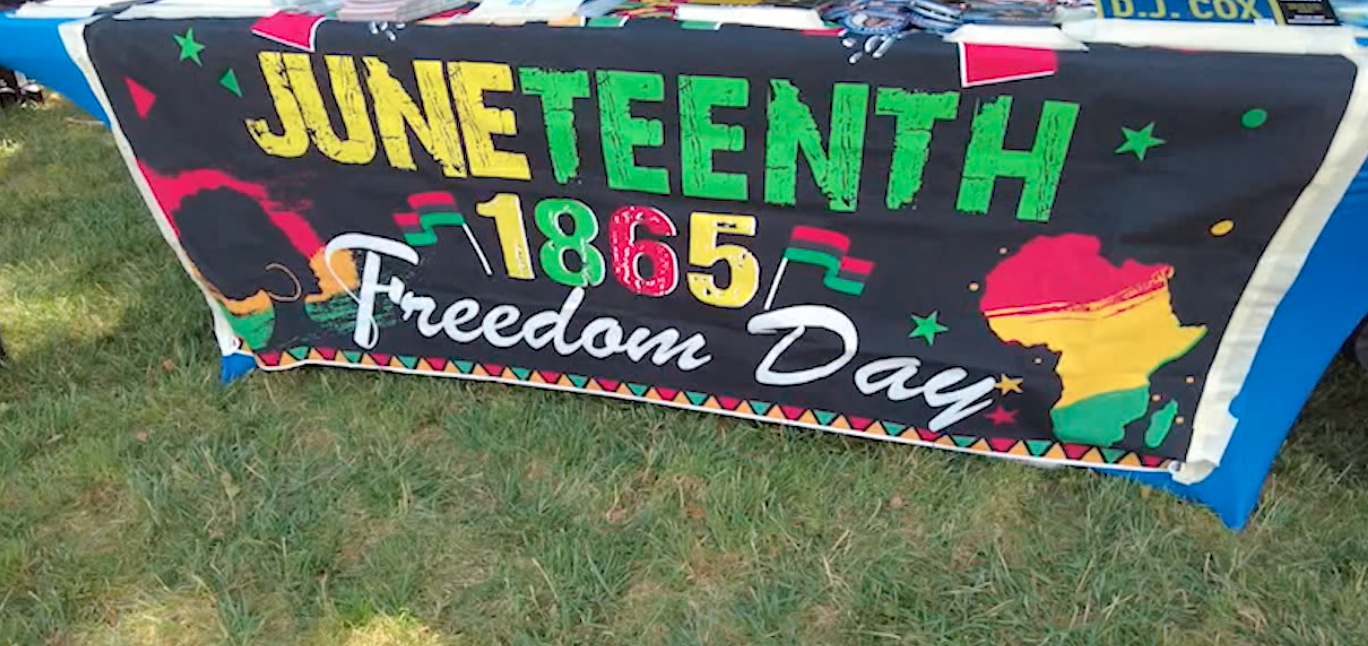 D.J. COX
JUNETEENTH
1865
Freedom Day